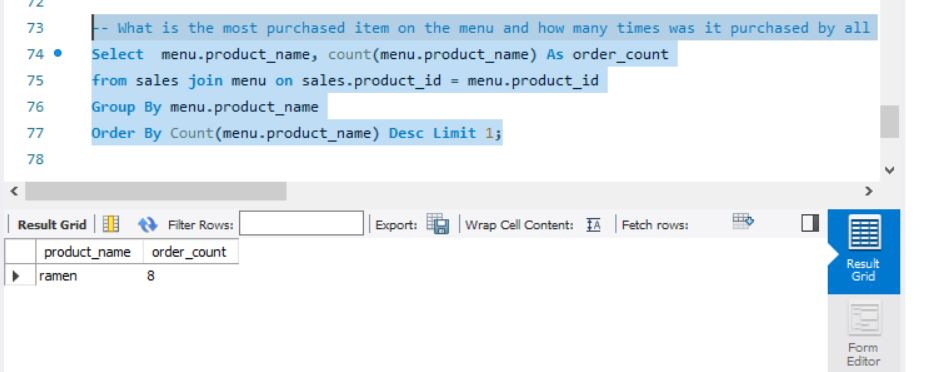 72
73 -- What is the most purchased item on the menu and how many times was it purchased by all
74 Select menu.product_name, count(menu.product_name) As order_count
75 from sales join menu on sales.product_id = menu.product_id
76 Group By menu.product_name
77 Order By Count(menu.product_name) Desc Limit 1;
78
Result Grid Filter Rows: Export: Wrap Cell Content: Fetch rows:
product_name order_count
ramen 8
Result
Grid
Form
Editor